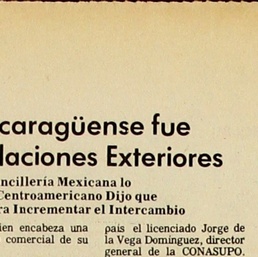 caragüense fue
laciones Exteriores
ncillería Mexicana lo
Centroamericano Dijo que
ra Incrementar el Intercambio
ien encabeza una
comercial de su
país el licenciado Jorge de
la Vega Domínguez, director
general de la CONASUPO.